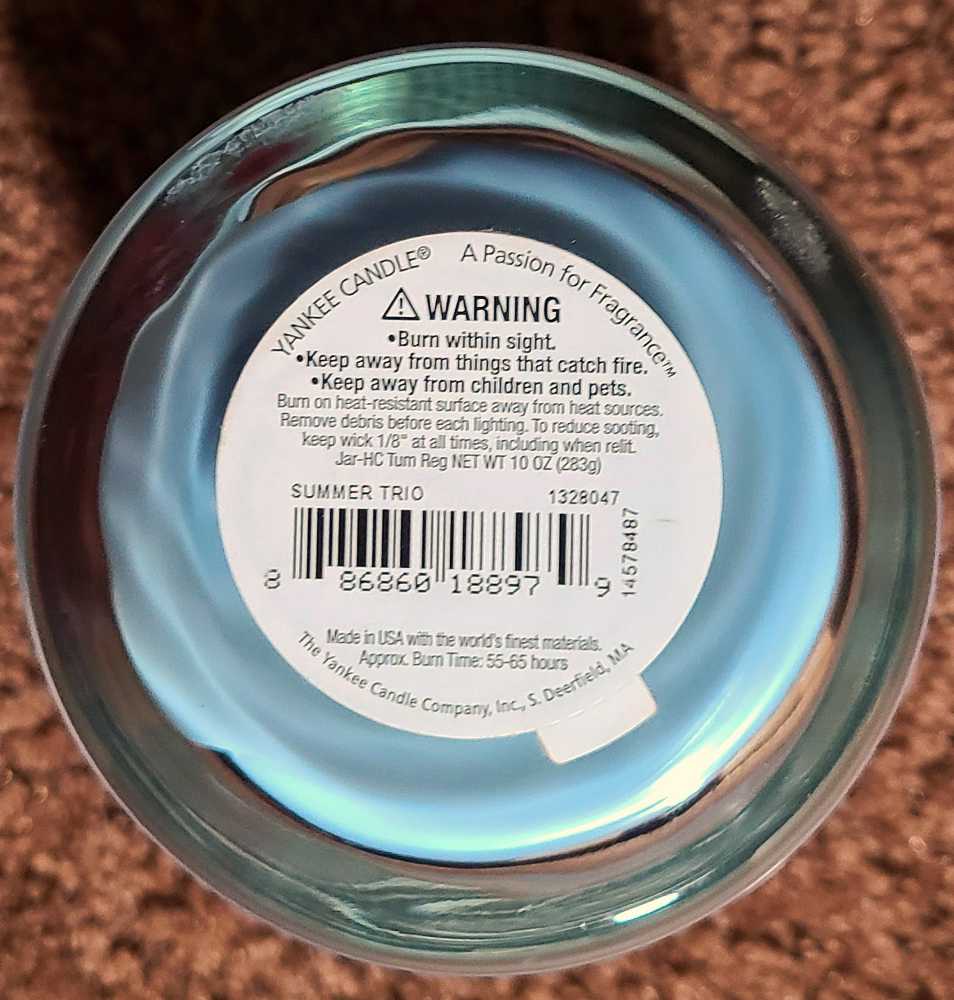 YANKEE CANDLE® A Passion for Fragrance™
⚠ WARNING
•Burn within sight.
•Keep away from things that catch fire.
•Keep away from children and pets.
Burn on heat-resistant surface away from heat sources.
Remove debris before each lighting. To reduce sooting,
keep wick 1/8" at all times, including when relit.
Jar-HC Tum Reg NET WT 10 OZ (283g)
SUMMER TRIO 1328047
8 86860 18897 9
14578487
Made in USA with the world's finest materials.
Approx. Burn Time: 55-65 hours
The Yankee Candle Company, Inc., S. Deerfield, MA